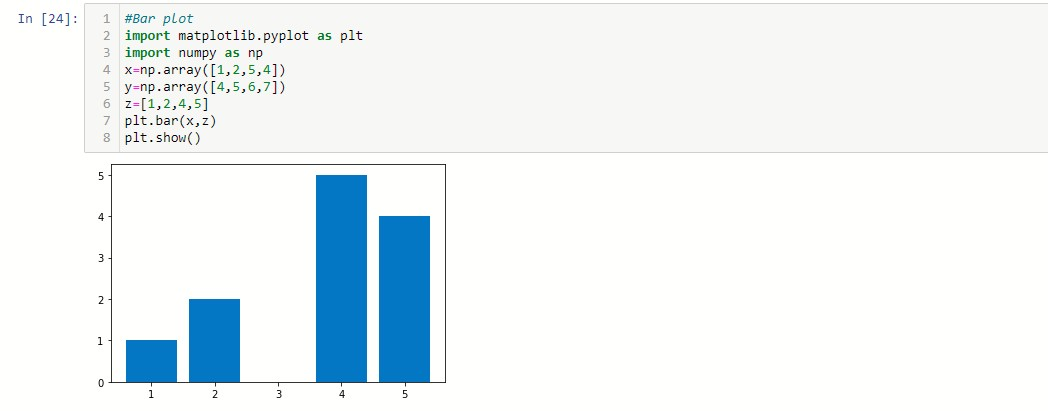 In [24]:
1 #Bar plot
2 import matplotlib.pyplot as plt
3 import numpy as np
4 x=np.array([1,2,5,4])
5 y=np.array([4,5,6,7])
6 z=[1,2,4,5]
7 plt.bar(x,z)
8 plt.show()
5
4
3
2
1
0
1 2 3 4 5